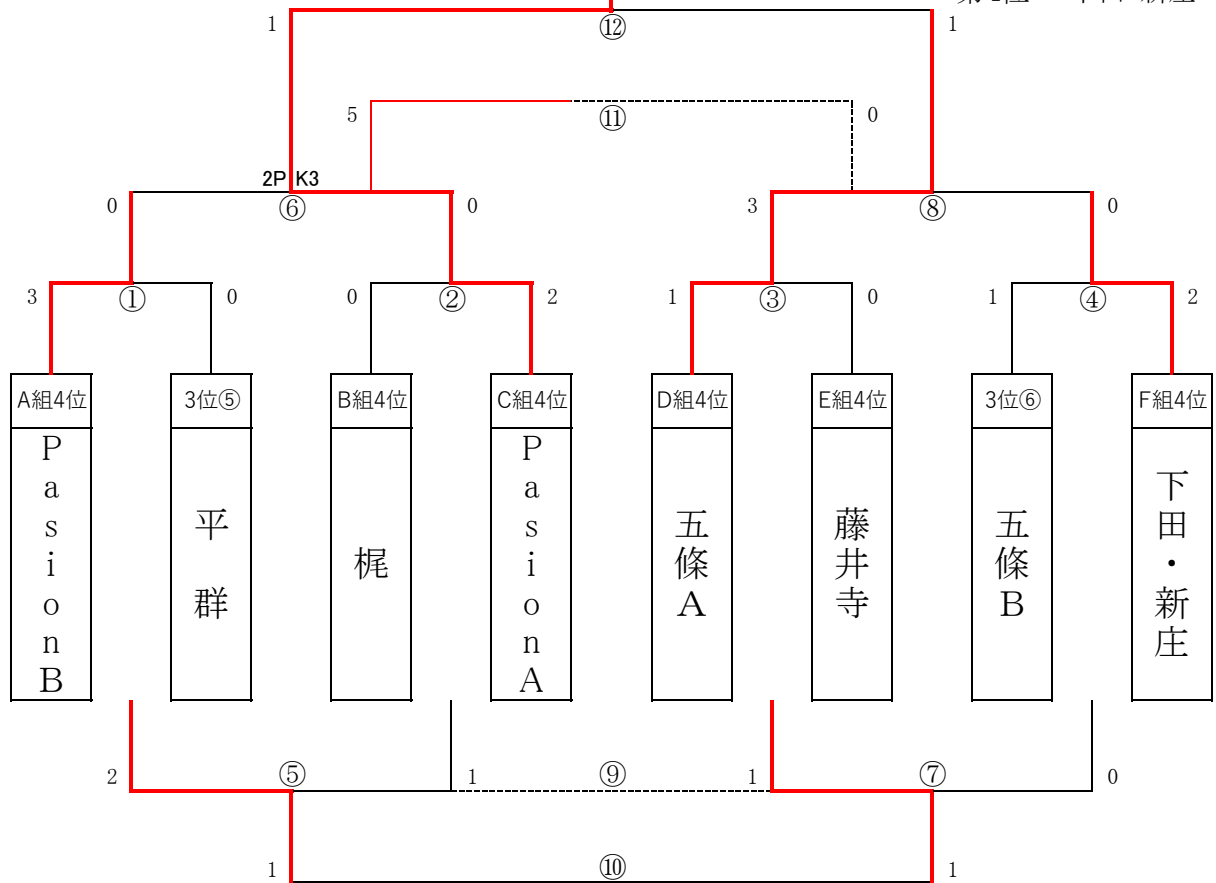 1
⑫
1
5
⑪
0
2P K3
0
⑥
0
3
⑧
0
3
①
0
0
②
2
1
③
0
1
④
2
A組4位
3位⑤
B組4位
C組4位
D組4位
E組4位
3位⑥
F組4位
PasionB
平群
梶
PasionA
五條A
藤井寺
五條B
下田・新庄
2
⑤
1
⑨
1
⑦
0
1
⑩
1